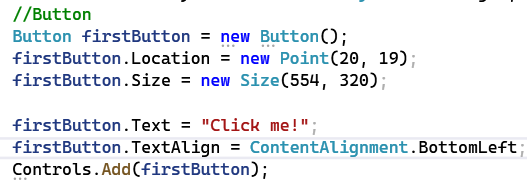 //Button
Button firstButton = new Button();
firstButton.Location = new Point(20, 19);
firstButton.Size = new Size(554, 320);
firstButton.Text = "Click me!";
firstButton.TextAlign = ContentAlignment.BottomLeft;
Controls.Add(firstButton);